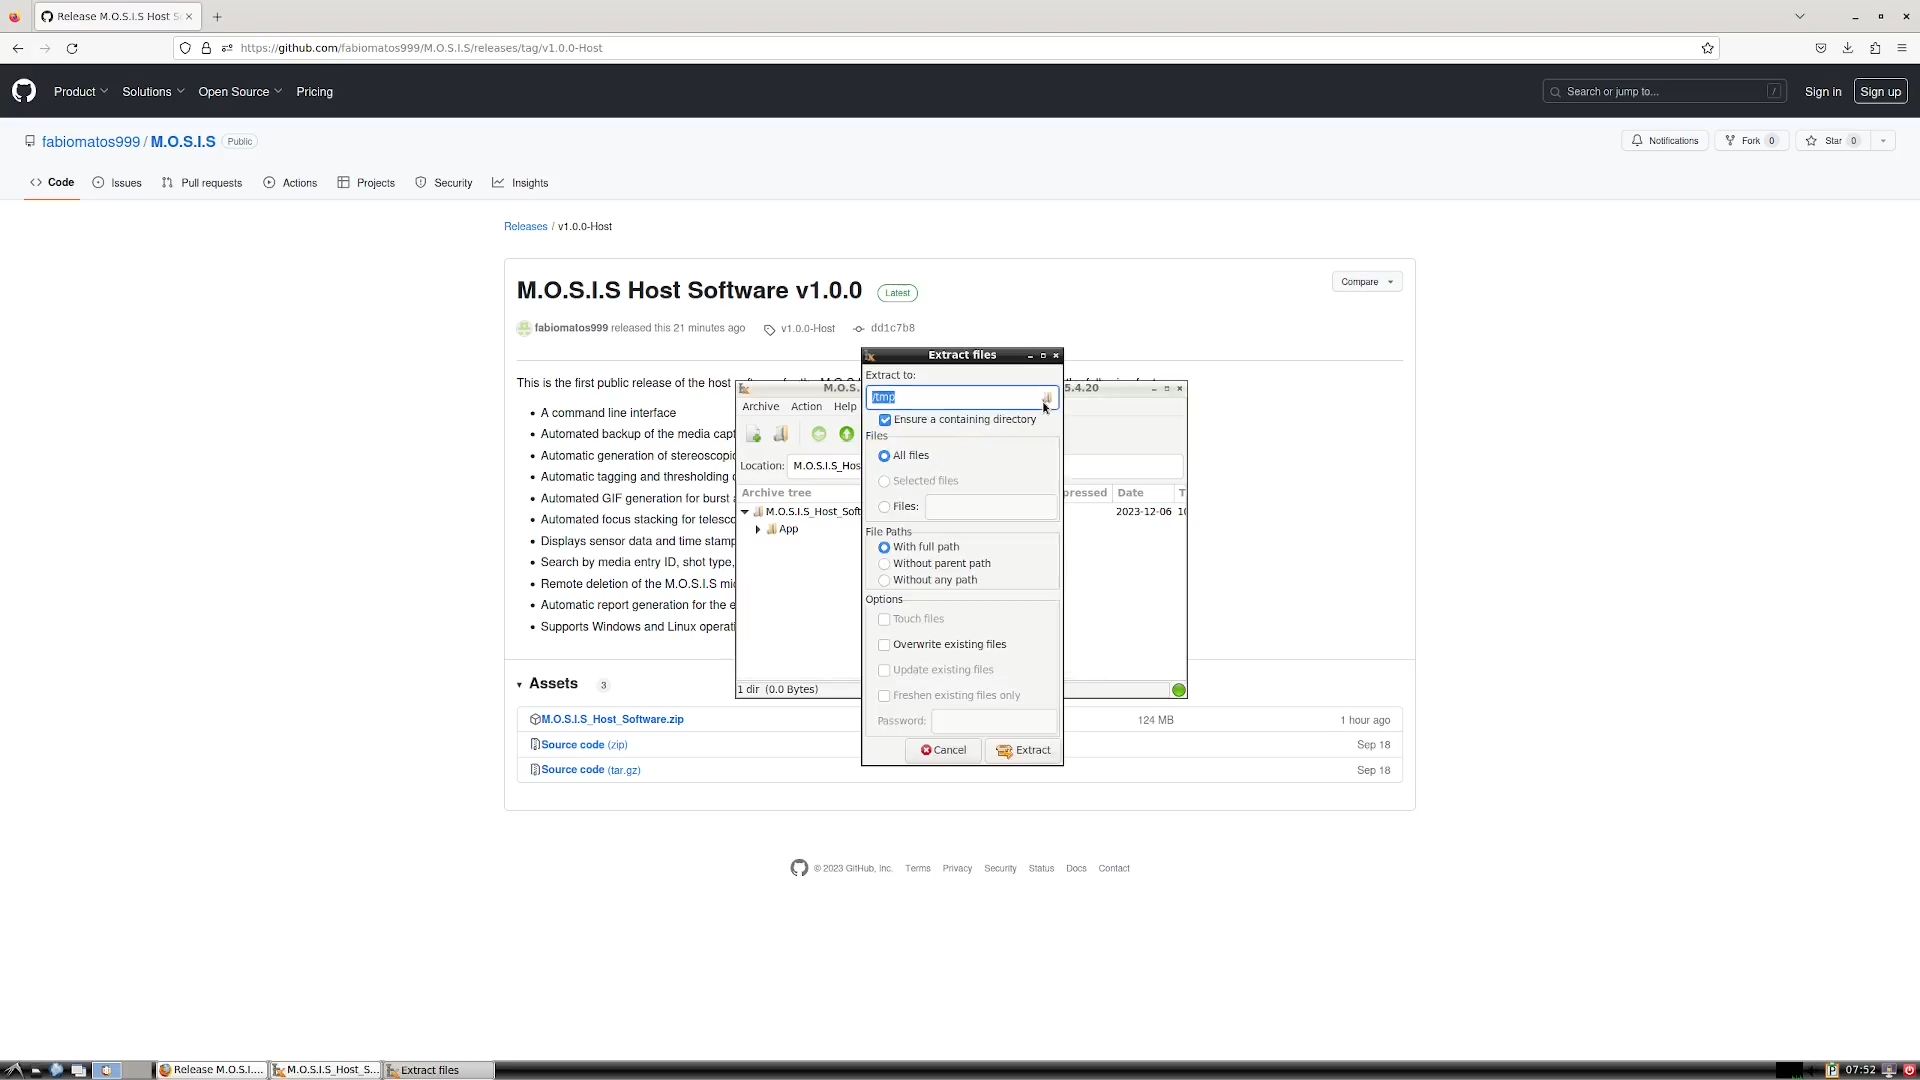 Release M.O.S.I.S Host S
https://github.com/fabiomatos999/M.O.S.I.S/releases/tag/v1.0.0-Host
Product Solutions Open Source Pricing
Search or jump to... /
Sign in Sign up
fabiomatos999 / M.O.S.I.S Public
Notifications Fork 0 Star 0
Code Issues Pull requests Actions Projects Security Insights
Releases / v1.0.0-Host
M.O.S.I.S Host Software v1.0.0 Latest
Compare
fabiomatos999 released this 21 minutes ago v1.0.0-Host dd1c7b8
This is the first public release of the host
A command line interface
Automated backup of the media cap
Automatic generation of stereoscopi
Automatic tagging and thresholding
Automated GIF generation for burst
Automated focus stacking for telesc
Displays sensor data and time stamp
Search by media entry ID, shot type,
Remote deletion of the M.O.S.I.S mi
Automatic report generation for the e
Supports Windows and Linux operati
Assets 3
M.O.S.I.S_Host_Software.zip 124 MB 1 hour ago
Source code (zip) Sep 18
Source code (tar.gz) Sep 18
© 2023 GitHub, Inc. Terms Privacy Security Status Docs Contact
M.O.S. 5.4.20
Archive Action Help
Location: M.O.S.I.S_Hos
Archive tree pressed Date T
M.O.S.I.S_Host_Soft 2023-12-06 10
App
1 dir (0.0 Bytes)
Extract files
Extract to:
/tmp
Ensure a containing directory
Files
All files
Selected files
Files:
File Paths
With full path
Without parent path
Without any path
Options
Touch files
Overwrite existing files
Update existing files
Freshen existing files only
Password:
Cancel Extract
Release M.O.S.I.... M.O.S.I.S_Host_S... Extract files
07:52